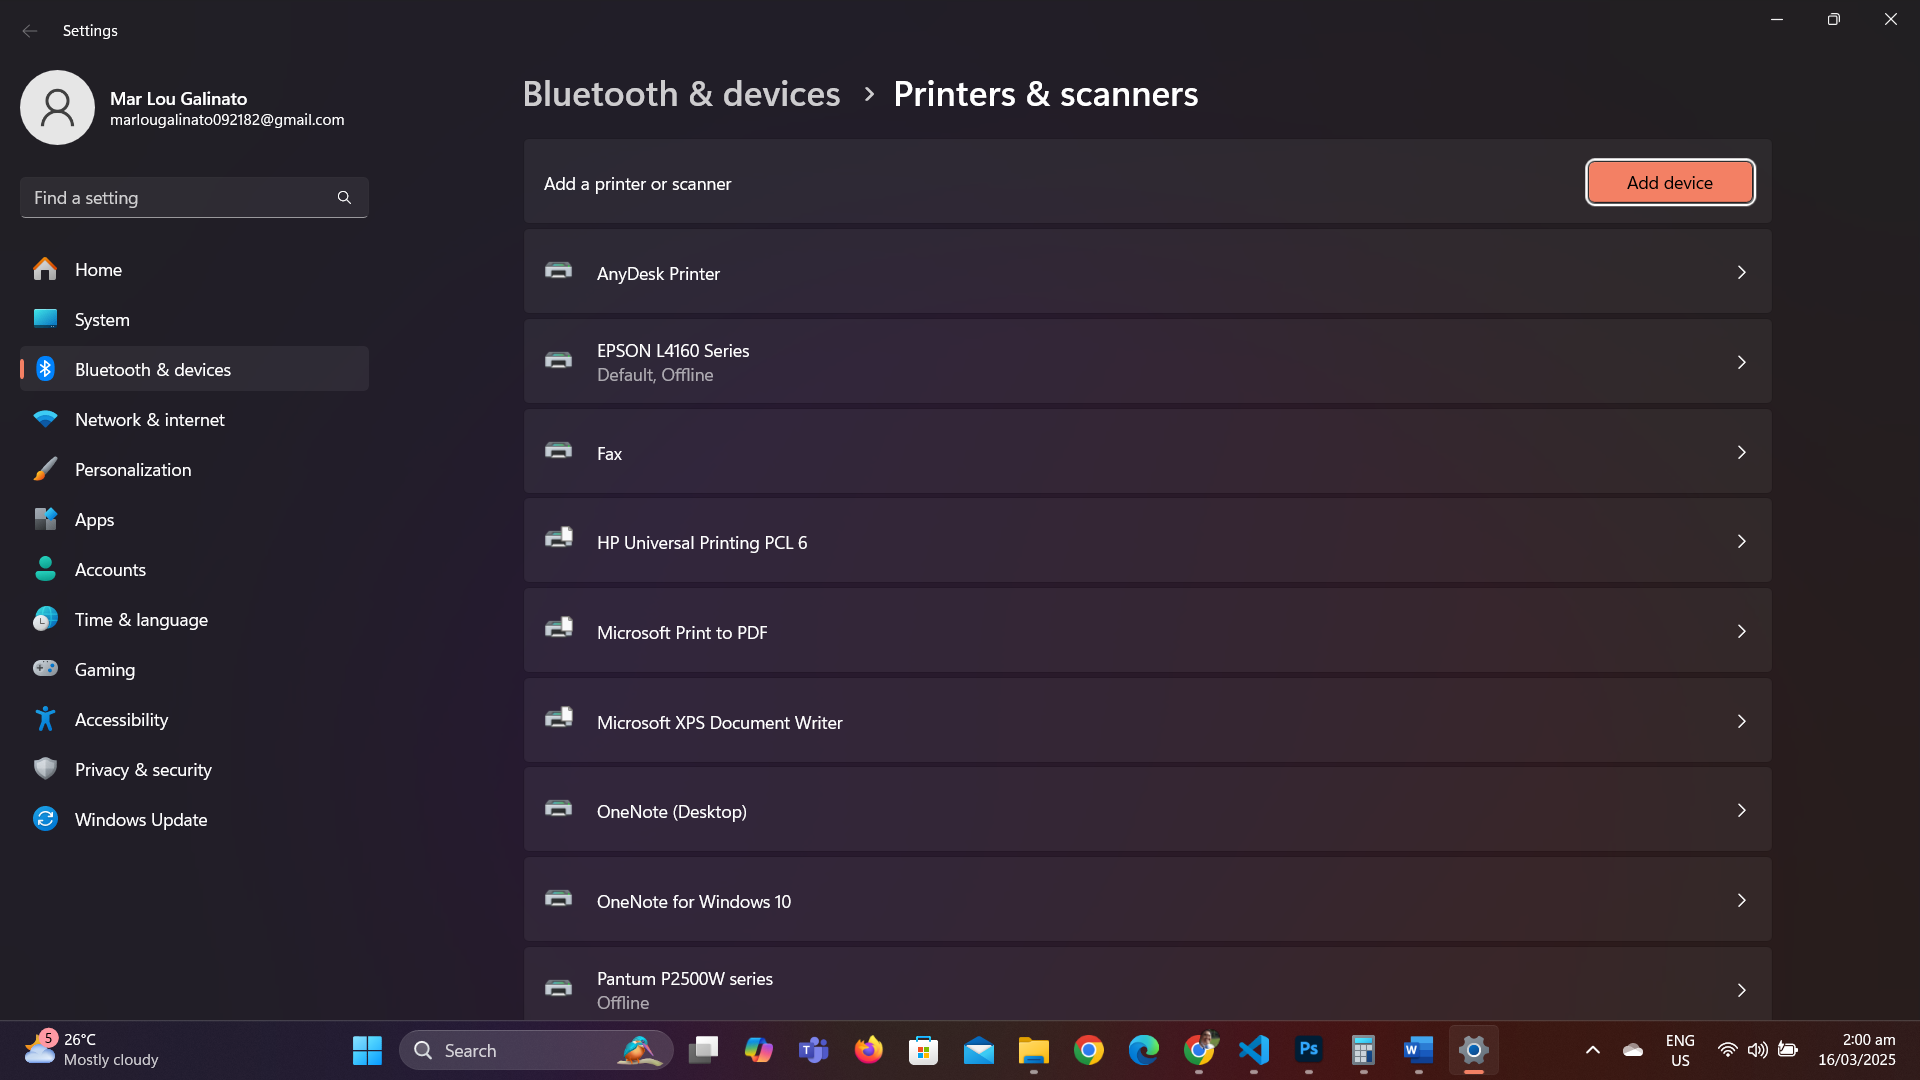 Settings
Mar Lou Galinato
marlougalinato092182@gmail.com
Find a setting
Home
System
Bluetooth & devices
Network & internet
Personalization
Apps
Accounts
Time & language
Gaming
Accessibility
Privacy & security
Windows Update
Bluetooth & devices › Printers & scanners
Add a printer or scanner
Add device
AnyDesk Printer
EPSON L4160 Series
Default, Offline
Fax
HP Universal Printing PCL 6
Microsoft Print to PDF
Microsoft XPS Document Writer
OneNote (Desktop)
OneNote for Windows 10
Pantum P2500W series
Offline
5
26°C
Mostly cloudy
Search
T
Ps
W
ENG
US
2:00 am
16/03/2025